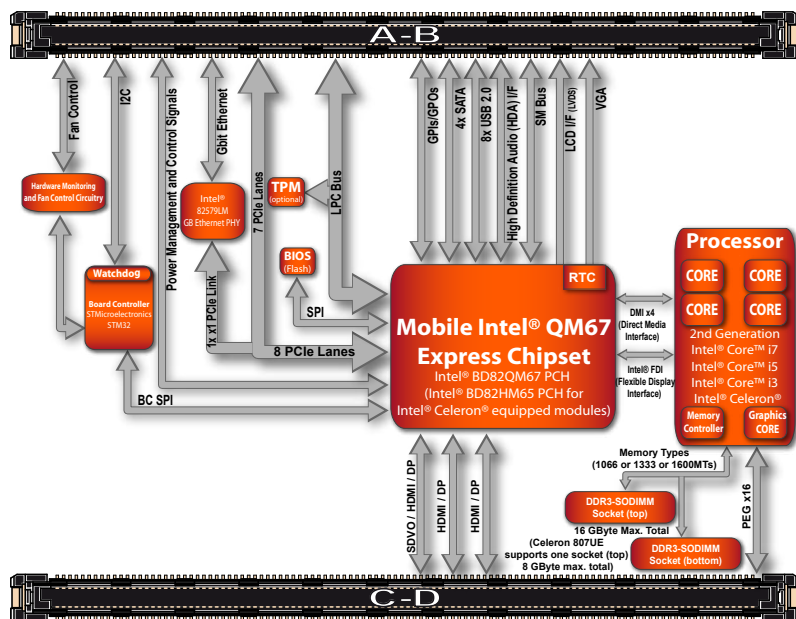 A-B
Fan Control
I2C
Power Management and Control Signals
Gbit Ethernet
7 PCIe Lanes
LPC Bus
GPIs/GPOs
4x SATA
8x USB 2.0
High Definition Audio (HDA) I/F
SM Bus
LCD I/F (LVDS)
VGA
Hardware Monitoring
and Fan Control Circuitry
Intel®
82579LM
GB Ethernet PHY
TPM
(optional)
BIOS
(Flash)
SPI
Watchdog
Board Controller
STMicroelectronics
STM32
1x x1 PCIe Link
8 PCIe Lanes
BC SPI
RTC
Mobile Intel® QM67
Express Chipset
Intel® BD82QM67 PCH
(Intel® BD82HM65 PCH for
Intel® Celeron® equipped modules)
DMI x4
(Direct Media
Interface)
Intel® FDI
(Flexible Display
Interface)
Processor
CORE
CORE
CORE
CORE
2nd Generation
Intel® Core™ i7
Intel® Core™ i5
Intel® Core™ i3
Intel® Celeron®
Memory
Controller
Graphics
CORE
Memory Types
(1066 or 1333 or 1600MTs)
DDR3-SODIMM
Socket (top)
16 GByte Max. Total
(Celeron 807UE
supports one socket (top)
8 GByte max. total)
DDR3-SODIMM
Socket (bottom)
PEG x16
SDVO / HDMI / DP
HDMI / DP
HDMI / DP
C-D